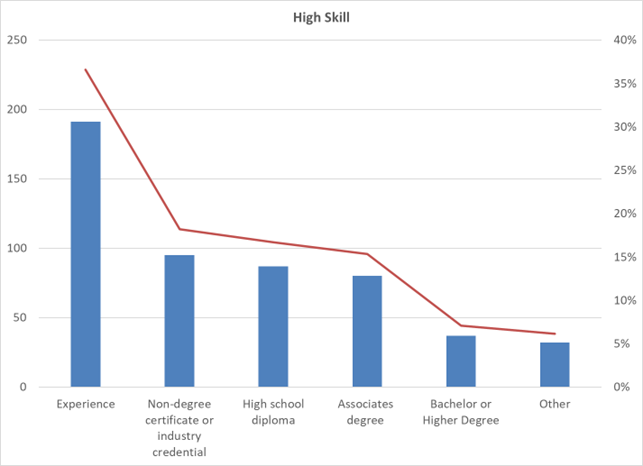 High Skill
250
200
150
100
50
0
40%
35%
30%
25%
20%
15%
10%
5%
0%
Experience
Non-degree
certificate or
industry
credential
High school
diploma
Associates
degree
Bachelor or
Higher Degree
Other